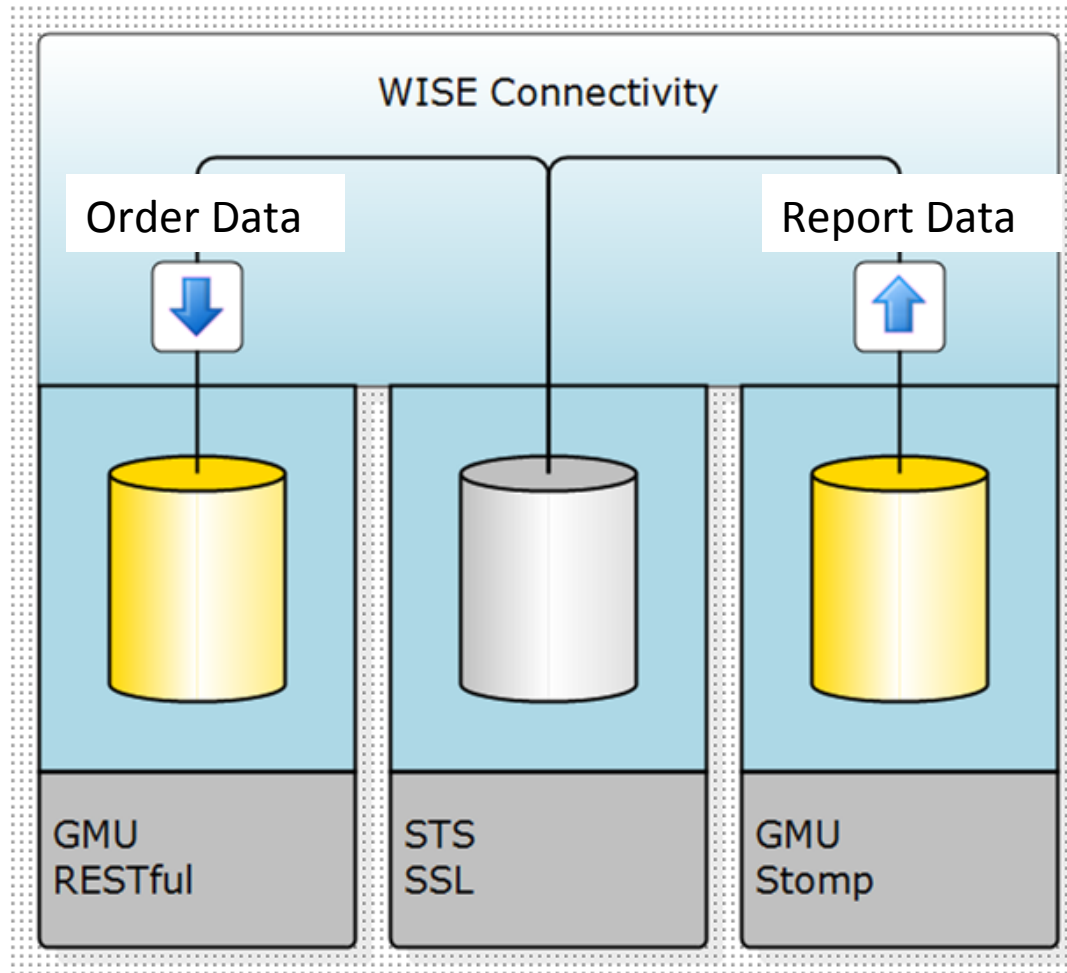 WISE Connectivity
Order Data
Report Data
GMU
RESTful
STS
SSL
GMU
Stomp